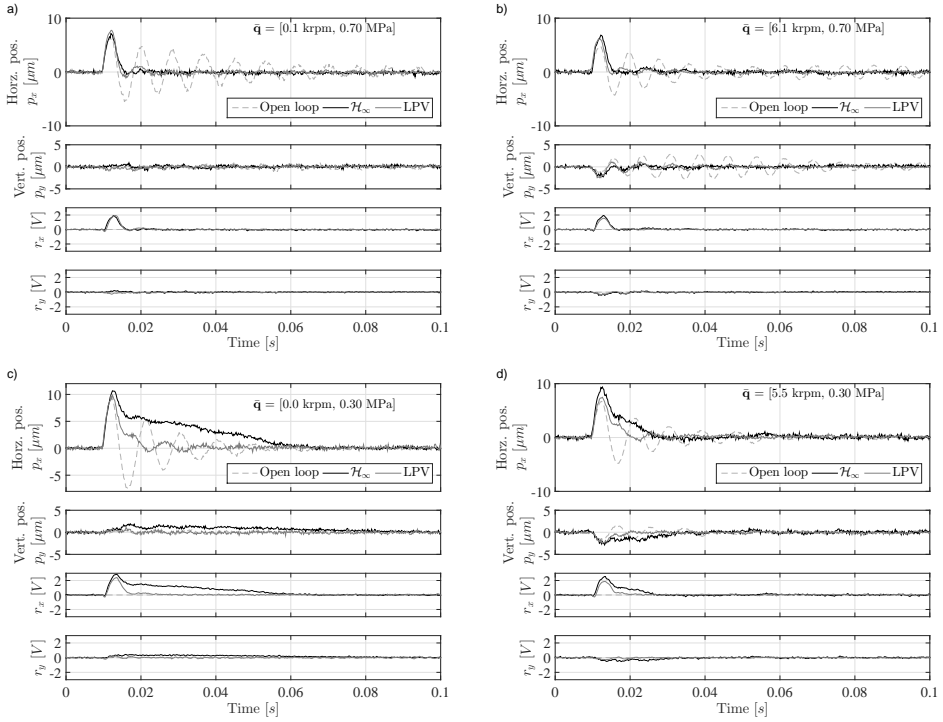 a)
q̄ = [0.1 krpm, 0.70 MPa]
Horz. pos.
p_x [μm]
10
0
-10
Open loop H∞ LPV
Vert. pos.
p_y [μm]
5
0
-5
r_x [V]
2
0
-2
r_y [V]
2
0
-2
0 0.02 0.04 0.06 0.08 0.1
Time [s]
b)
q̄ = [6.1 krpm, 0.70 MPa]
Horz. pos.
p_x [μm]
10
0
-10
Open loop H∞ LPV
Vert. pos.
p_y [μm]
5
0
-5
r_x [V]
2
0
-2
r_y [V]
2
0
-2
0 0.02 0.04 0.06 0.08 0.1
Time [s]
c)
q̄ = [0.0 krpm, 0.30 MPa]
Horz. pos.
p_x [μm]
10
5
0
-5
Open loop H∞ LPV
Vert. pos.
p_y [μm]
5
0
-5
r_x [V]
2
0
-2
r_y [V]
2
0
-2
0 0.02 0.04 0.06 0.08 0.1
Time [s]
d)
q̄ = [5.5 krpm, 0.30 MPa]
Horz. pos.
p_x [μm]
10
0
-10
Open loop H∞ LPV
Vert. pos.
p_y [μm]
5
0
-5
r_x [V]
2
0
-2
r_y [V]
2
0
-2
0 0.02 0.04 0.06 0.08 0.1
Time [s]